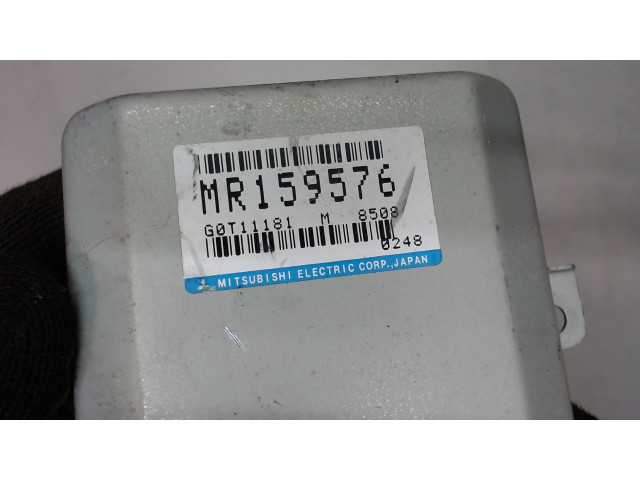 MR159576
G0T11181 M 8508
0248
MITSUBISHI ELECTRIC CORP., JAPAN